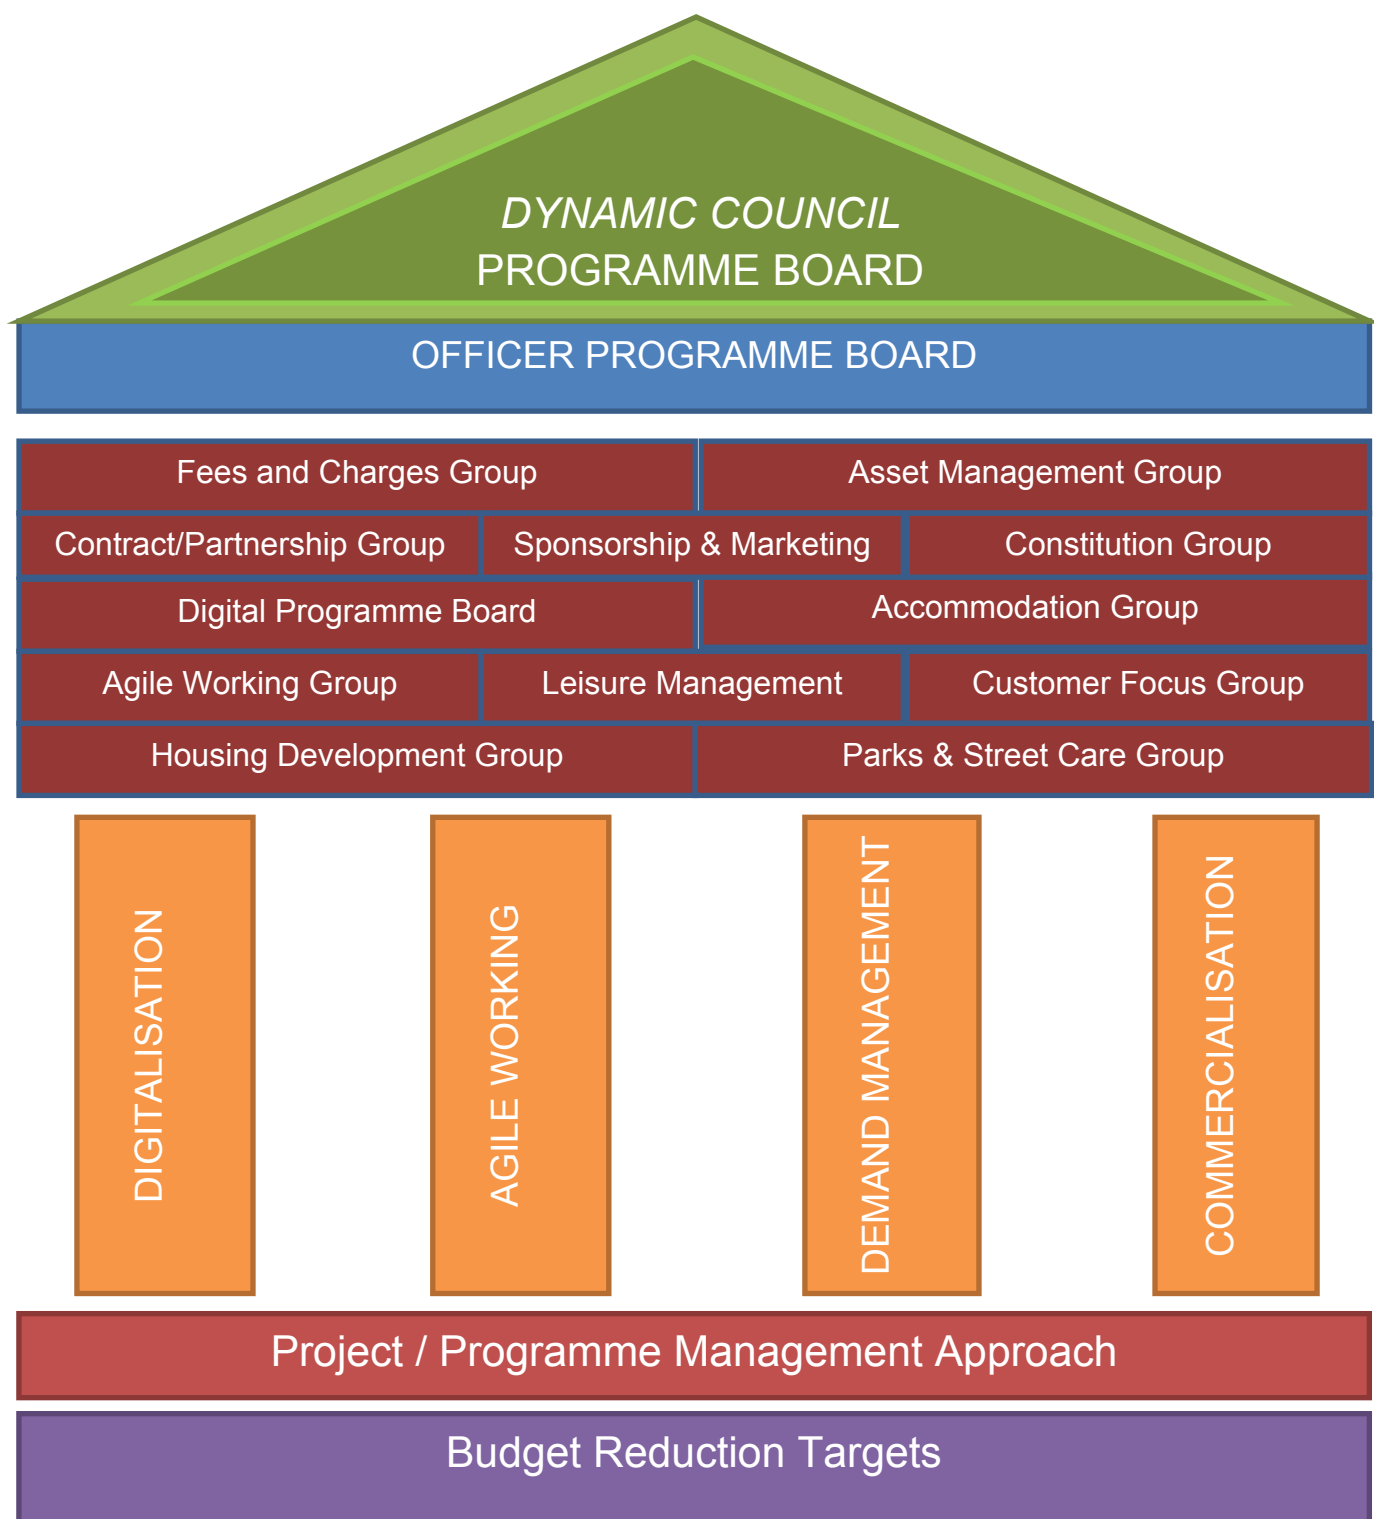 DYNAMIC COUNCIL
PROGRAMME BOARD
OFFICER PROGRAMME BOARD
Fees and Charges Group
Asset Management Group
Contract/Partnership Group
Sponsorship & Marketing
Constitution Group
Digital Programme Board
Accommodation Group
Agile Working Group
Leisure Management
Customer Focus Group
Housing Development Group
Parks & Street Care Group
DIGITALISATION
AGILE WORKING
DEMAND MANAGEMENT
COMMERCIALISATION
Project / Programme Management Approach
Budget Reduction Targets